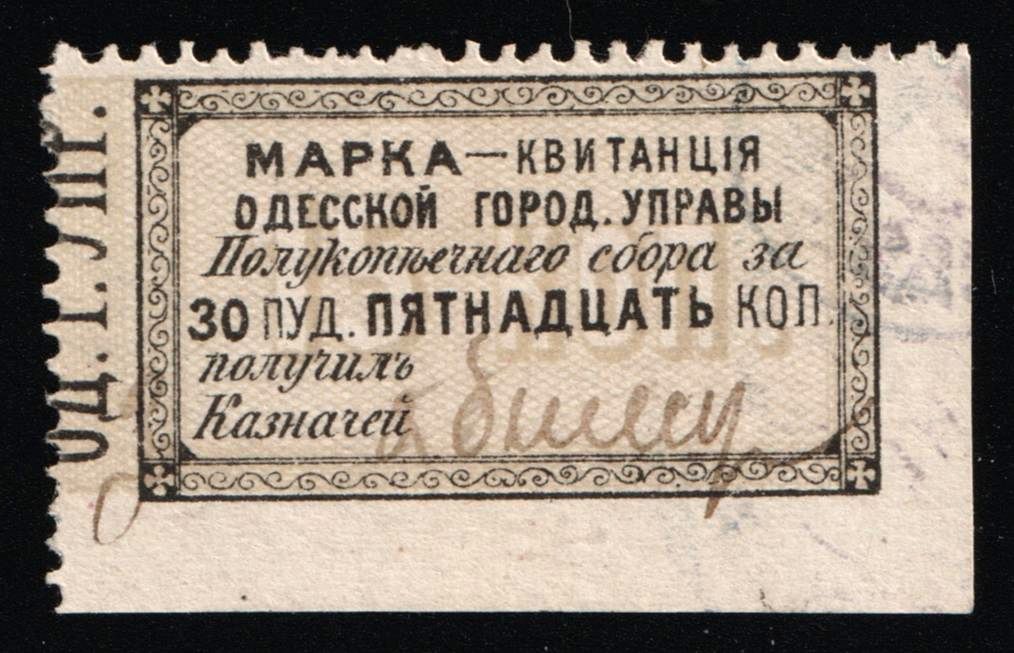 МАРКА—КВИТАНЦІЯ
ОДЕССКОЙ ГОРОД. УПРАВЫ
Полукопѣечнаго сбора за
30 ПУД. ПЯТНАДЦАТЬ КОП.
получилъ
Казначей